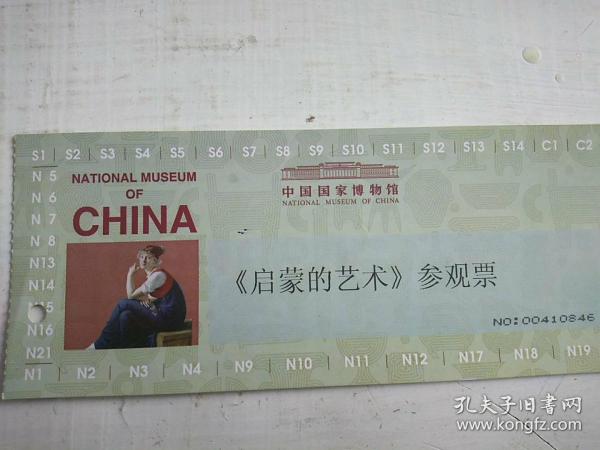 S1 S2 S3 S4 S5 S6 S7 S8 S9 S10 S11 S12 S13 S14 C1 C2
N5
N6
N7
N8
N13
N14
N15
N16
N21
NATIONAL MUSEUM
OF
CHINA
中国国家博物馆
NATIONAL MUSEUM OF CHINA
《启蒙的艺术》参观票
NO:00410846
N1 N2 N3 N4 N9 N10 N11 N12 N17 N18 N19
孔夫子旧书网
www.kongfz.com